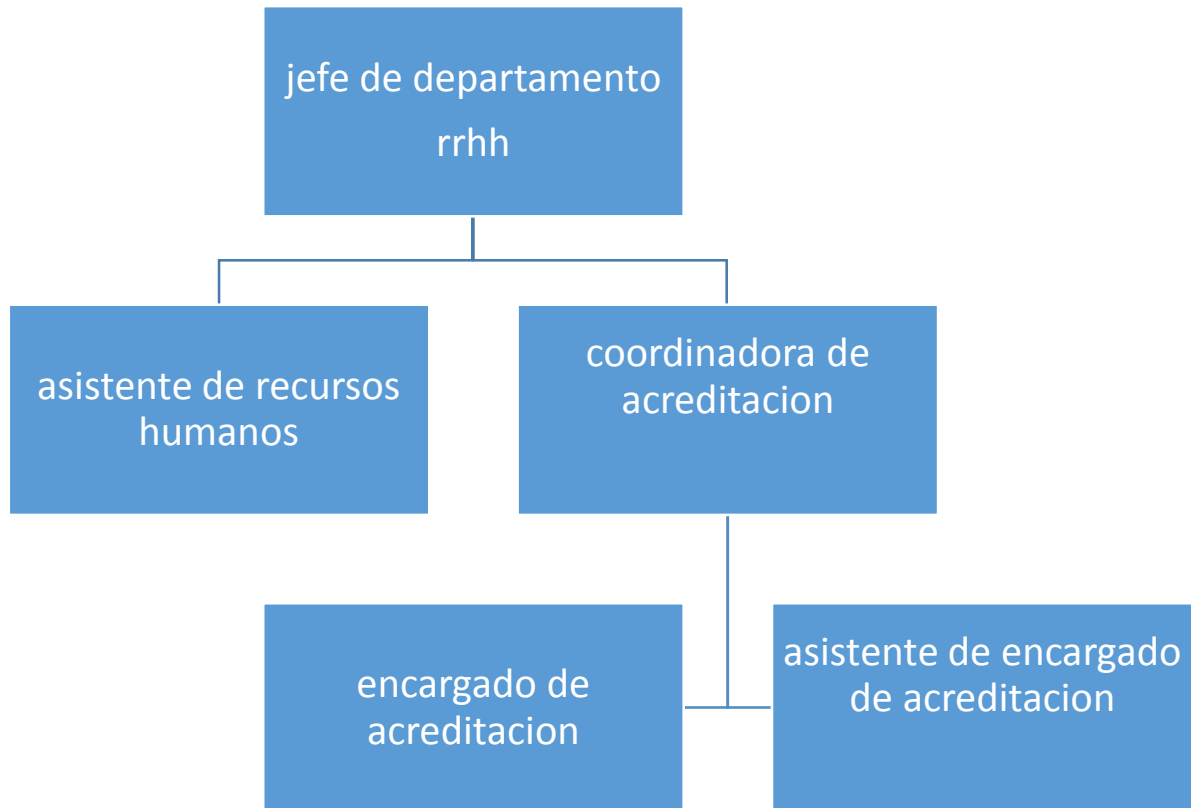 jefe de departamento
rrhh
asistente de recursos
humanos
coordinadora de
acreditacion
encargado de
acreditacion
asistente de encargado
de acreditacion